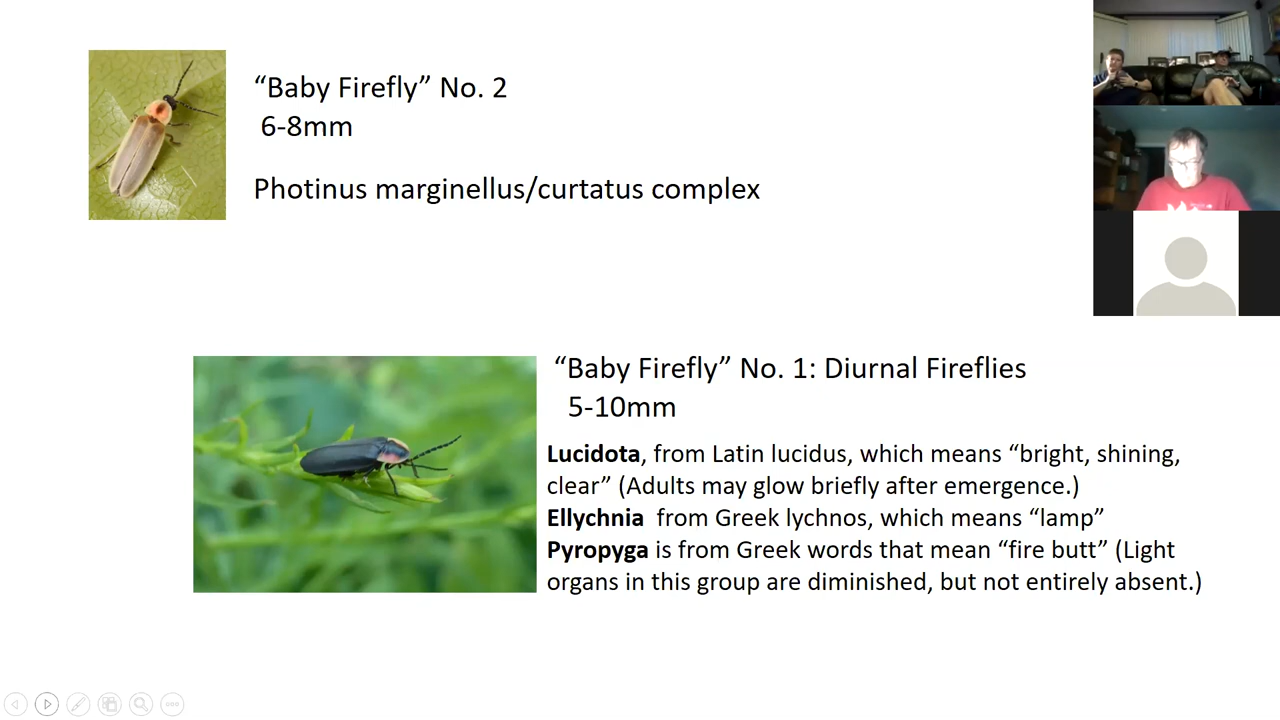 “Baby Firefly” No. 2
6-8mm
Photinus marginellus/curtatus complex
“Baby Firefly” No. 1: Diurnal Fireflies
5-10mm
Lucidota, from Latin lucidus, which means “bright, shining,
clear” (Adults may glow briefly after emergence.)
Ellychnia  from Greek lychnos, which means “lamp”
Pyropyga is from Greek words that mean “fire butt” (Light
organs in this group are diminished, but not entirely absent.)